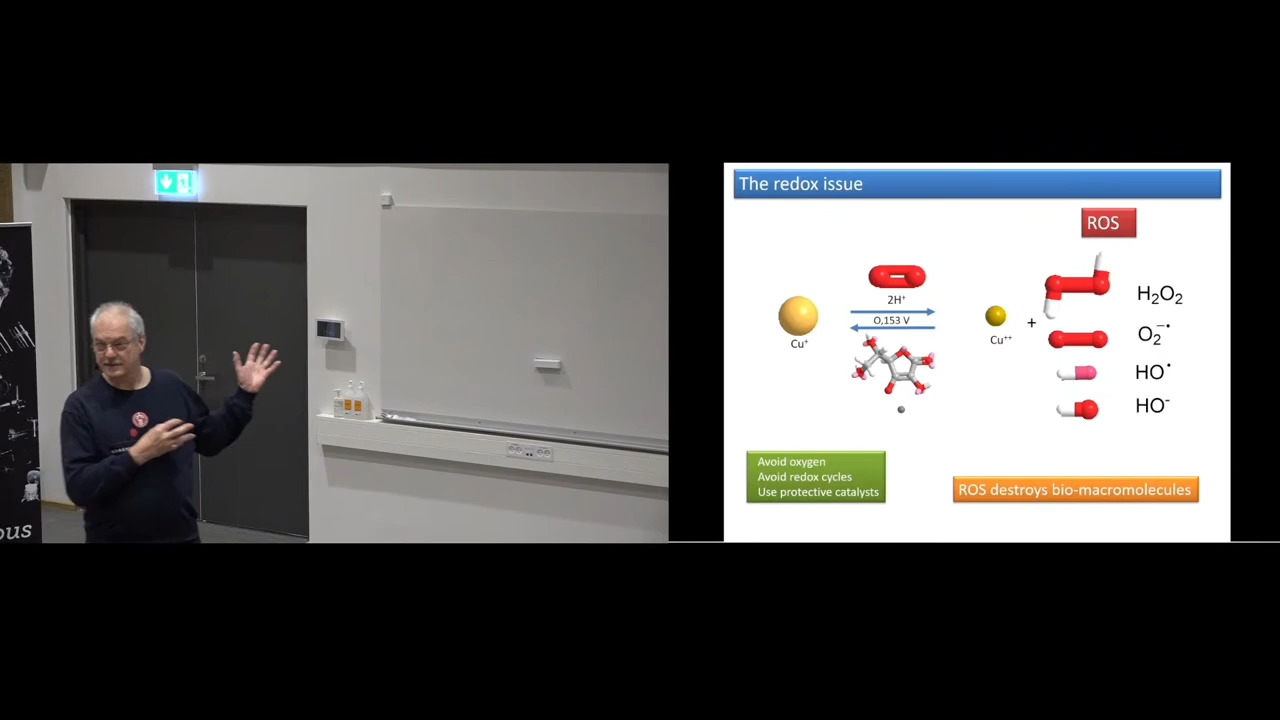 ous
The redox issue
ROS
2H⁺
O,153 V
Cu⁺
Cu⁺⁺
+
H₂O₂
O₂⁻•
HO•
HO⁻
Avoid oxygen
Avoid redox cycles
Use protective catalysts
ROS destroys bio-macromolecules